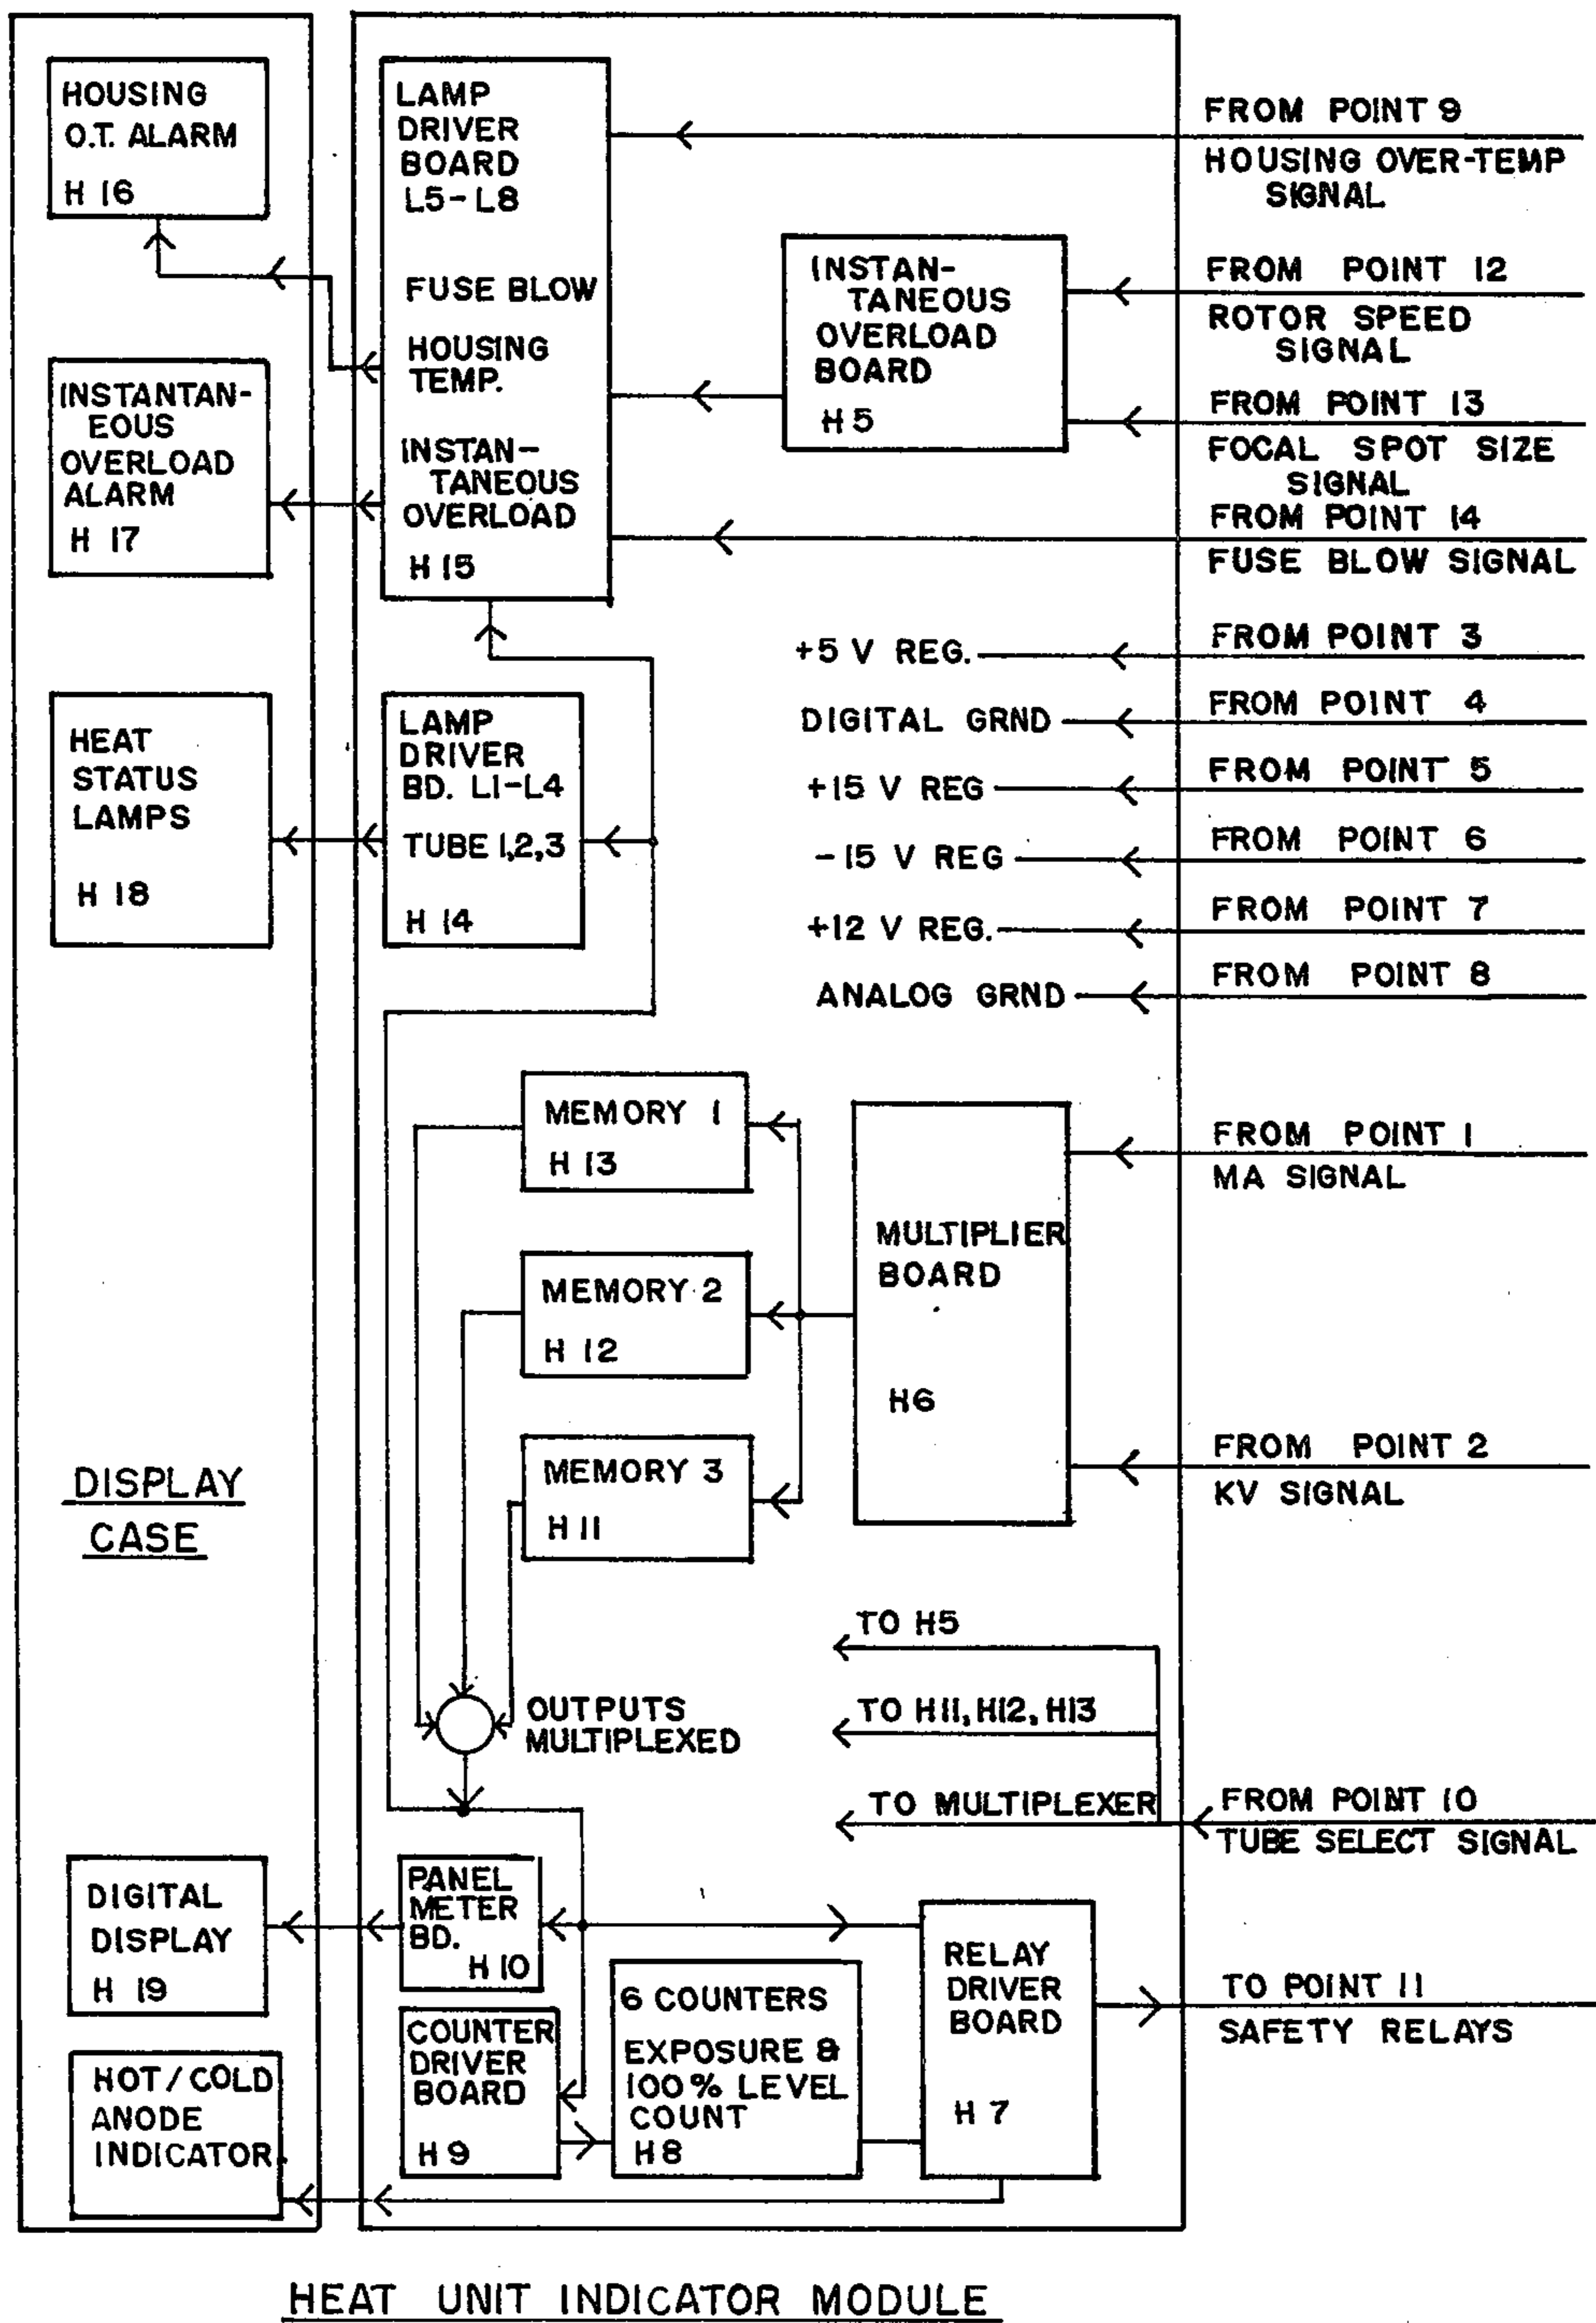 HOUSING
O.T. ALARM
H 16
INSTANTAN-
EOUS
OVERLOAD
ALARM
H 17
HEAT
STATUS
LAMPS
H 18
DISPLAY
CASE
DIGITAL
DISPLAY
H 19
HOT/COLD
ANODE
INDICATOR
LAMP
DRIVER
BOARD
L5-L8
FUSE BLOW
HOUSING
TEMP.
INSTAN-
TANEOUS
OVERLOAD
H 15
INSTAN-
TANEOUS
OVERLOAD
BOARD
H 5
LAMP
DRIVER
BD. L1-L4
TUBE 1,2,3
H 14
+5 V REG.
DIGITAL GRND
+15 V REG
-15 V REG
+12 V REG.
ANALOG GRND
MEMORY 1
H 13
MEMORY 2
H 12
MEMORY 3
H 11
MULTIPLIER
BOARD
H6
OUTPUTS
MULTIPLEXED
TO H5
TO H11, H12, H13
TO MULTIPLEXER
PANEL
METER
BD.
H 10
COUNTER
DRIVER
BOARD
H 9
6 COUNTERS
EXPOSURE &
100% LEVEL
COUNT
H 8
RELAY
DRIVER
BOARD
H 7
FROM POINT 9
HOUSING OVER-TEMP
SIGNAL
FROM POINT 12
ROTOR SPEED
SIGNAL
FROM POINT 13
FOCAL SPOT SIZE
SIGNAL
FROM POINT 14
FUSE BLOW SIGNAL
FROM POINT 3
FROM POINT 4
FROM POINT 5
FROM POINT 6
FROM POINT 7
FROM POINT 8
FROM POINT 1
MA SIGNAL
FROM POINT 2
KV SIGNAL
FROM POINT 10
TUBE SELECT SIGNAL
TO POINT 11
SAFETY RELAYS
HEAT UNIT INDICATOR MODULE